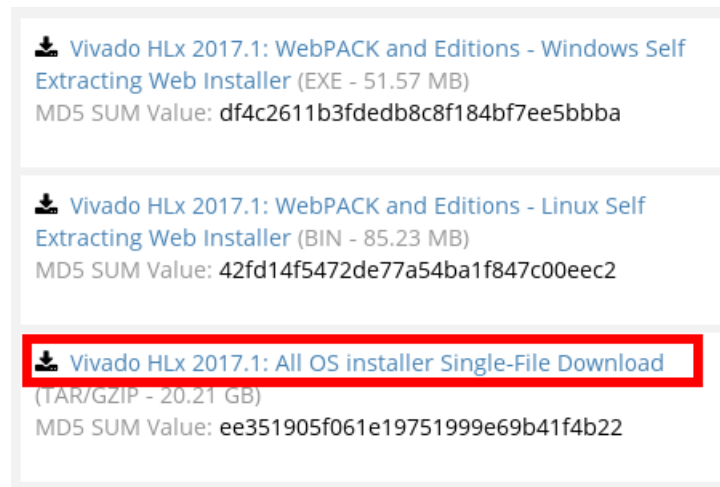 Vivado HLx 2017.1: WebPACK and Editions - Windows Self
Extracting Web Installer (EXE - 51.57 MB)
MD5 SUM Value: df4c2611b3fdedb8c8f184bf7ee5bbba
Vivado HLx 2017.1: WebPACK and Editions - Linux Self
Extracting Web Installer (BIN - 85.23 MB)
MD5 SUM Value: 42fd14f5472de77a54ba1f847c00eec2
Vivado HLx 2017.1: All OS installer Single-File Download
(TAR/GZIP - 20.21 GB)
MD5 SUM Value: ee351905f061e19751999e69b41f4b22